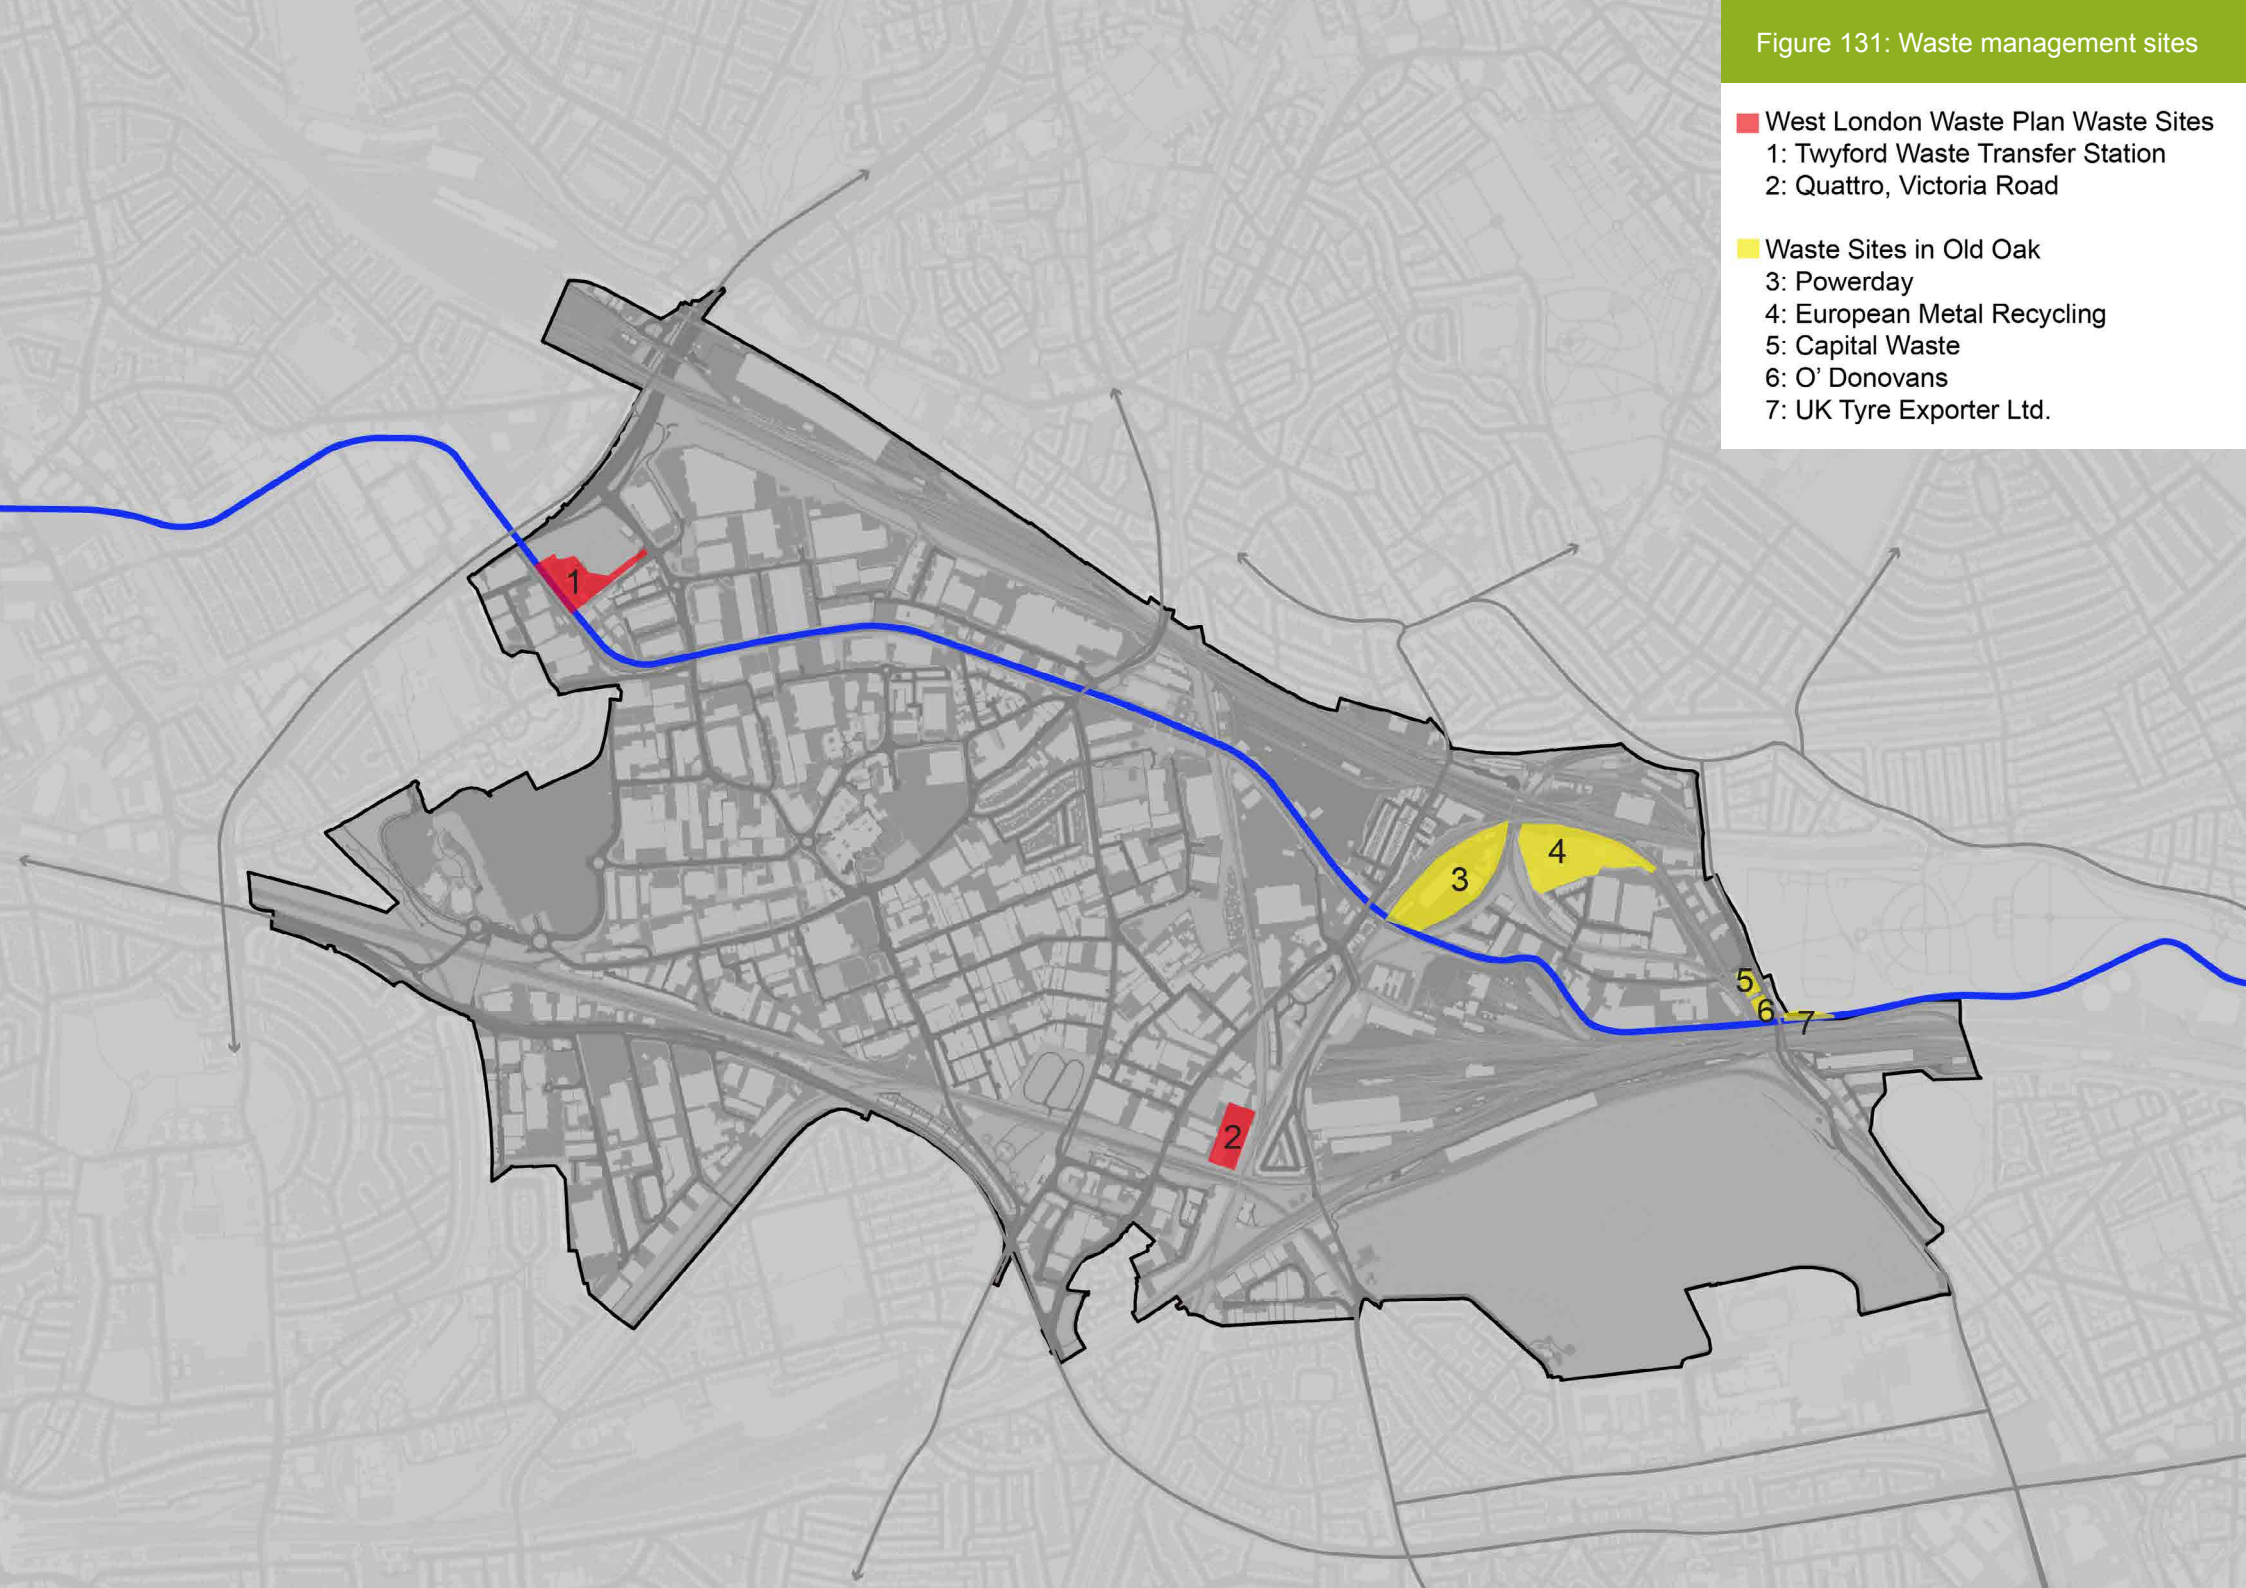 Figure 131: Waste management sites
West London Waste Plan Waste Sites
1: Twyford Waste Transfer Station
2: Quattro, Victoria Road
Waste Sites in Old Oak
3: Powerday
4: European Metal Recycling
5: Capital Waste
6: O’ Donovans
7: UK Tyre Exporter Ltd.
1
4
3
5
6
7
2